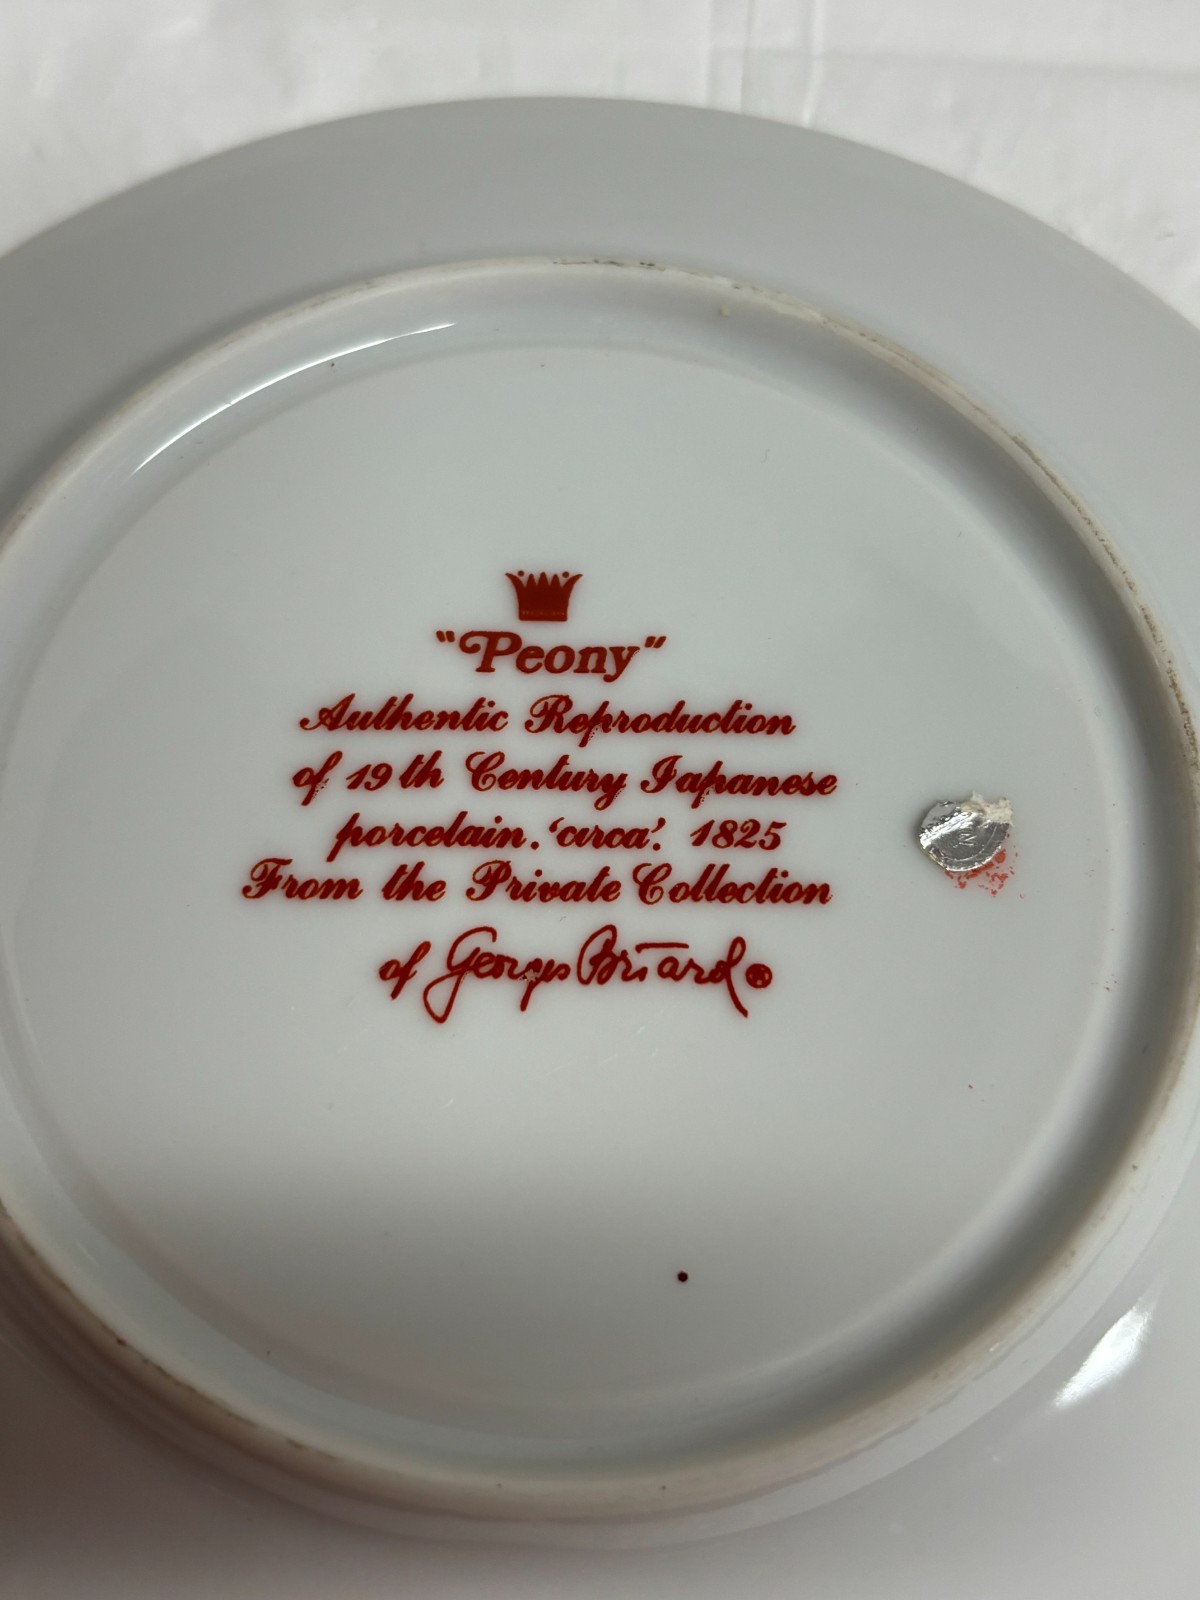 "Peony"
Authentic Reproduction
of 19th Century Japanese
porcelain. 'circa'. 1825
From the Private Collection
of Georges Briard®